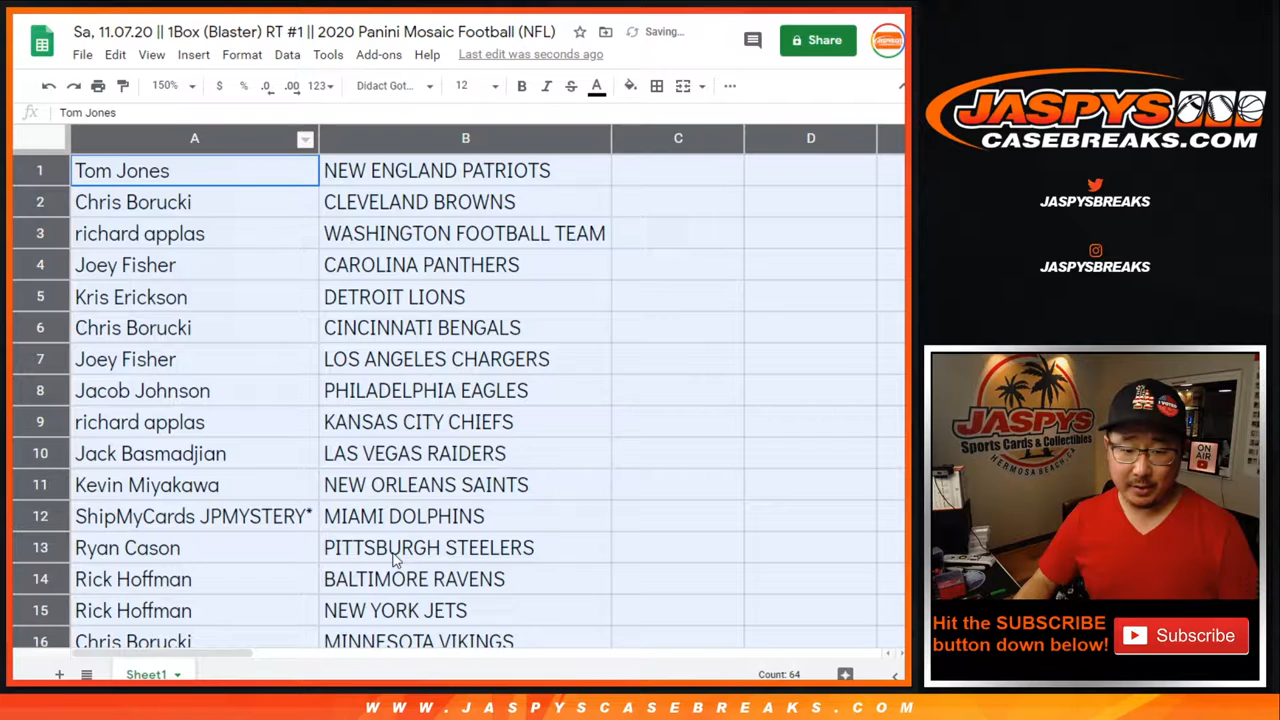 Sa, 11.07.20 || 1Box (Blaster) RT #1 || 2020 Panini Mosaic Football (NFL) Saving...
File Edit View Insert Format Data Tools Add-ons Help Last edit was seconds ago
Share
150% $ % .0 .00 123 Didact Got... 12 B I S A
fx Tom Jones
A B C D
1 Tom Jones NEW ENGLAND PATRIOTS
2 Chris Borucki CLEVELAND BROWNS
3 richard applas WASHINGTON FOOTBALL TEAM
4 Joey Fisher CAROLINA PANTHERS
5 Kris Erickson DETROIT LIONS
6 Chris Borucki CINCINNATI BENGALS
7 Joey Fisher LOS ANGELES CHARGERS
8 Jacob Johnson PHILADELPHIA EAGLES
9 richard applas KANSAS CITY CHIEFS
10 Jack Basmadjian LAS VEGAS RAIDERS
11 Kevin Miyakawa NEW ORLEANS SAINTS
12 ShipMyCards JPMYSTERY* MIAMI DOLPHINS
13 Ryan Cason PITTSBURGH STEELERS
14 Rick Hoffman BALTIMORE RAVENS
15 Rick Hoffman NEW YORK JETS
16 Chris Borucki MINNESOTA VIKINGS
Sheet1 Count: 64
JASPYS
CASEBREAKS.COM
JASPYSBREAKS
JASPYSBREAKS
JASPYS
Sports Cards & Collectibles
HERMOSA BEACH, CA
ON
AIR
Hit the SUBSCRIBE
button down below!
Subscribe
WWW.JASPYSCASEBREAKS.COM